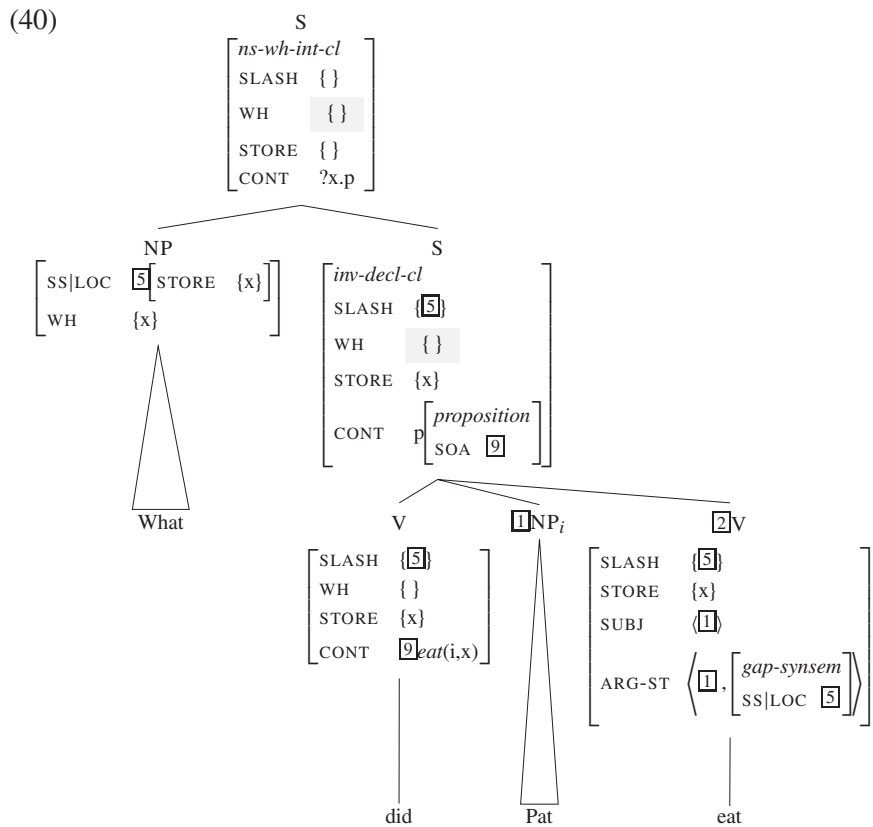 (40)
S
ns-wh-int-cl
SLASH { }
WH { }
STORE { }
CONT ?x.p
NP
SS|LOC 5 STORE {x}
WH {x}
What
S
inv-decl-cl
SLASH {5}
WH { }
STORE {x}
CONT p proposition
SOA 9
V
SLASH {5}
WH { }
STORE {x}
CONT 9 eat(i,x)
did
1 NPi
Pat
2 V
SLASH {5}
STORE {x}
SUBJ ⟨1⟩
ARG-ST ⟨1, gap-synsem
SS|LOC 5⟩
eat